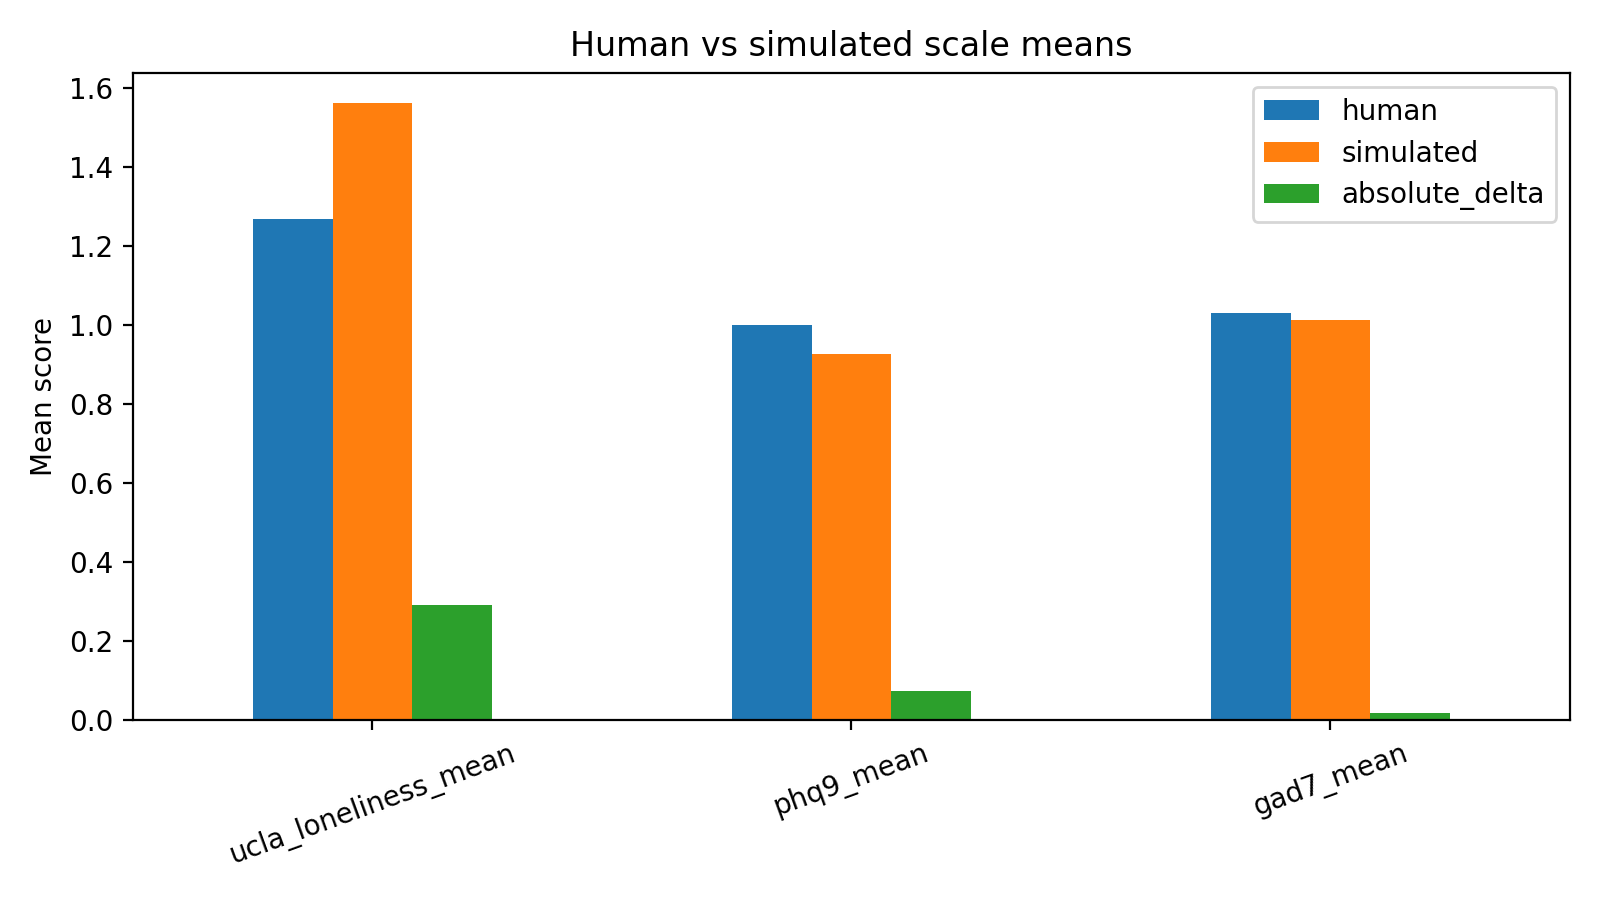 Human vs simulated scale means
human
simulated
absolute_delta
Mean score
1.6
1.4
1.2
1.0
0.8
0.6
0.4
0.2
0.0
ucla_loneliness_mean
phq9_mean
gad7_mean